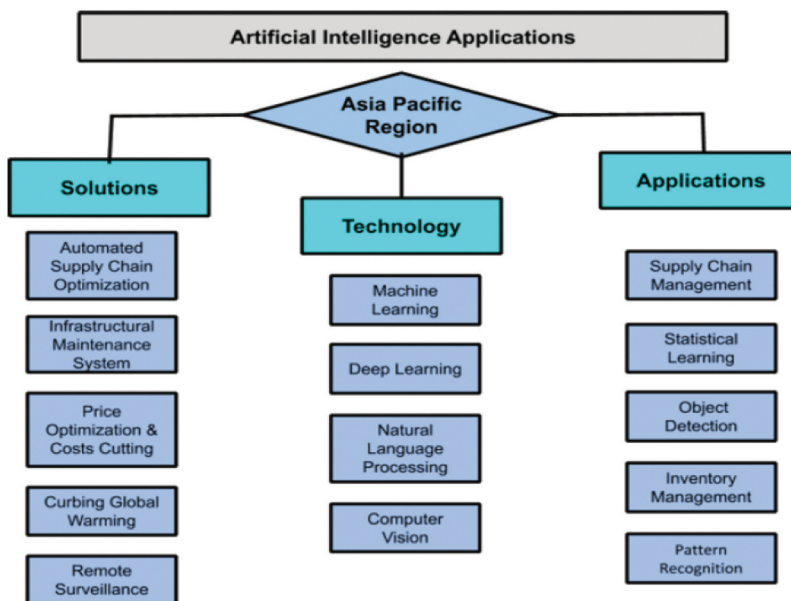 Artificial Intelligence Applications
Asia Pacific
Region
Solutions
Automated
Supply Chain
Optimization
Infrastructural
Maintenance
System
Price
Optimization &
Costs Cutting
Curbing Global
Warming
Remote
Surveillance
Technology
Machine
Learning
Deep Learning
Natural
Language
Processing
Computer
Vision
Applications
Supply Chain
Management
Statistical
Learning
Object
Detection
Inventory
Management
Pattern
Recognition